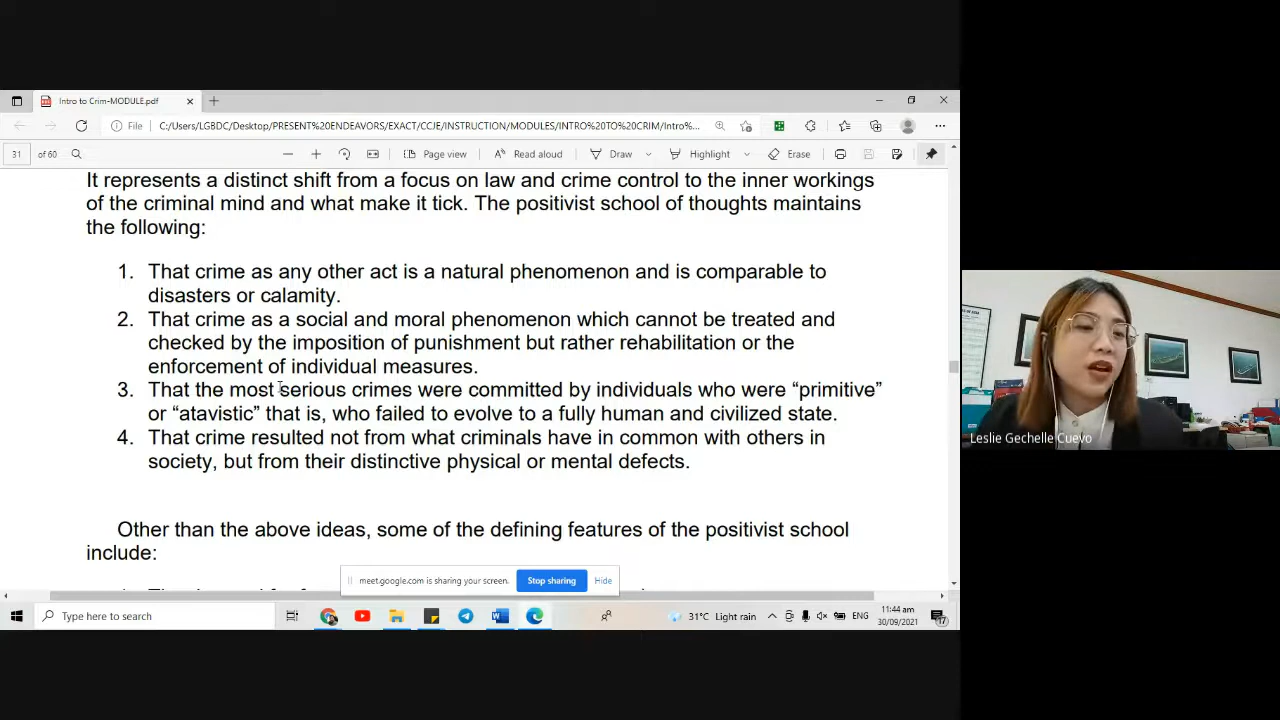 Intro to Crim-MODULE.pdf
File C:/Users/LGBDC/Desktop/PRESENT%20ENDEAVORS/EXACT/CCJE/INSTRUCTION/MODULES/INTRO%20TO%20CRIM/Intro%...
31 of 60 Page view Read aloud Draw Highlight Erase
It represents a distinct shift from a focus on law and crime control to the inner workings
of the criminal mind and what make it tick. The positivist school of thoughts maintains
the following:
1. That crime as any other act is a natural phenomenon and is comparable to
disasters or calamity.
2. That crime as a social and moral phenomenon which cannot be treated and
checked by the imposition of punishment but rather rehabilitation or the
enforcement of individual measures.
3. That the most serious crimes were committed by individuals who were “primitive”
or “atavistic” that is, who failed to evolve to a fully human and civilized state.
4. That crime resulted not from what criminals have in common with others in
society, but from their distinctive physical or mental defects.
Leslie Gechelle Cuevo
Other than the above ideas, some of the defining features of the positivist school
include:
meet.google.com is sharing your screen. Stop sharing Hide
Type here to search 31°C Light rain ENG 11:44 am
30/09/2021 17